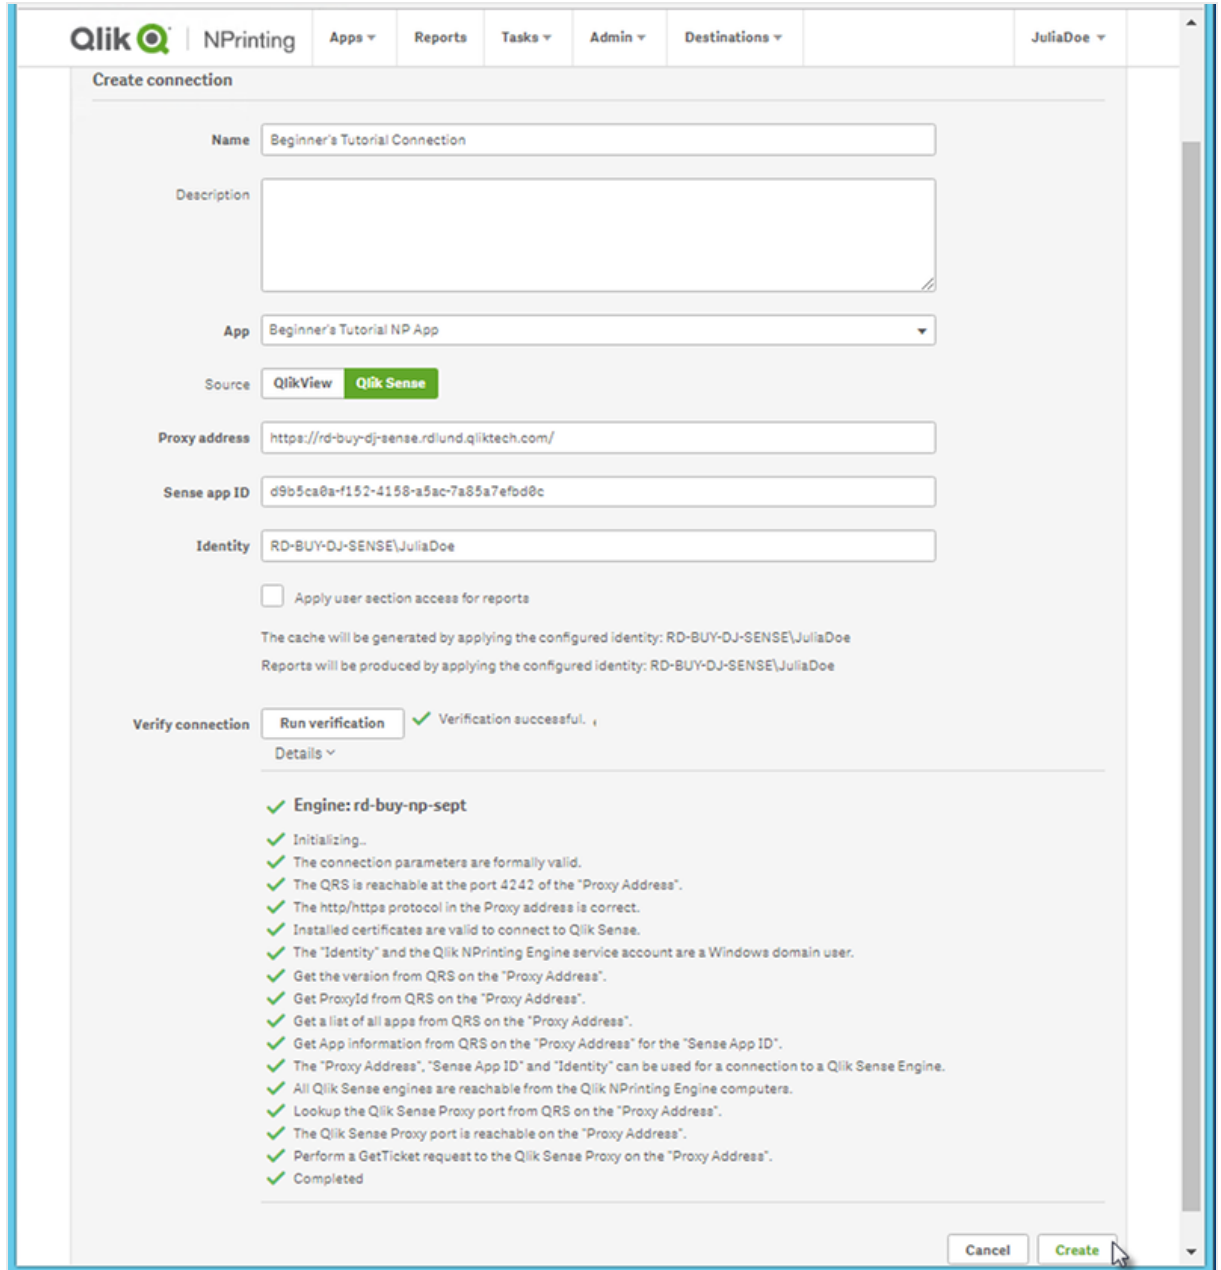 Qlik NPrinting Apps Reports Tasks Admin Destinations JuliaDoe
Create connection
Name Beginner's Tutorial Connection
Description
App Beginner's Tutorial NP App
Source QlikView Qlik Sense
Proxy address https://rd-buy-dj-sense.rdlund.qliktech.com/
Sense app ID d9b5ca0a-f152-4158-a5ac-7a85a7efbd0c
Identity RD-BUY-DJ-SENSE\JuliaDoe
Apply user section access for reports
The cache will be generated by applying the configured identity: RD-BUY-DJ-SENSE\JuliaDoe
Reports will be produced by applying the configured identity: RD-BUY-DJ-SENSE\JuliaDoe
Verify connection Run verification Verification successful.
Details
Engine: rd-buy-np-sept
Initializing..
The connection parameters are formally valid.
The QRS is reachable at the port 4242 of the "Proxy Address".
The http/https protocol in the Proxy address is correct.
Installed certificates are valid to connect to Qlik Sense.
The "Identity" and the Qlik NPrinting Engine service account are a Windows domain user.
Get the version from QRS on the "Proxy Address".
Get ProxyId from QRS on the "Proxy Address".
Get a list of all apps from QRS on the "Proxy Address".
Get App information from QRS on the "Proxy Address" for the "Sense App ID".
The "Proxy Address", "Sense App ID" and "Identity" can be used for a connection to a Qlik Sense Engine.
All Qlik Sense engines are reachable from the Qlik NPrinting Engine computers.
Lookup the Qlik Sense Proxy port from QRS on the "Proxy Address".
The Qlik Sense Proxy port is reachable on the "Proxy Address".
Perform a GetTicket request to the Qlik Sense Proxy on the "Proxy Address".
Completed
Cancel Create